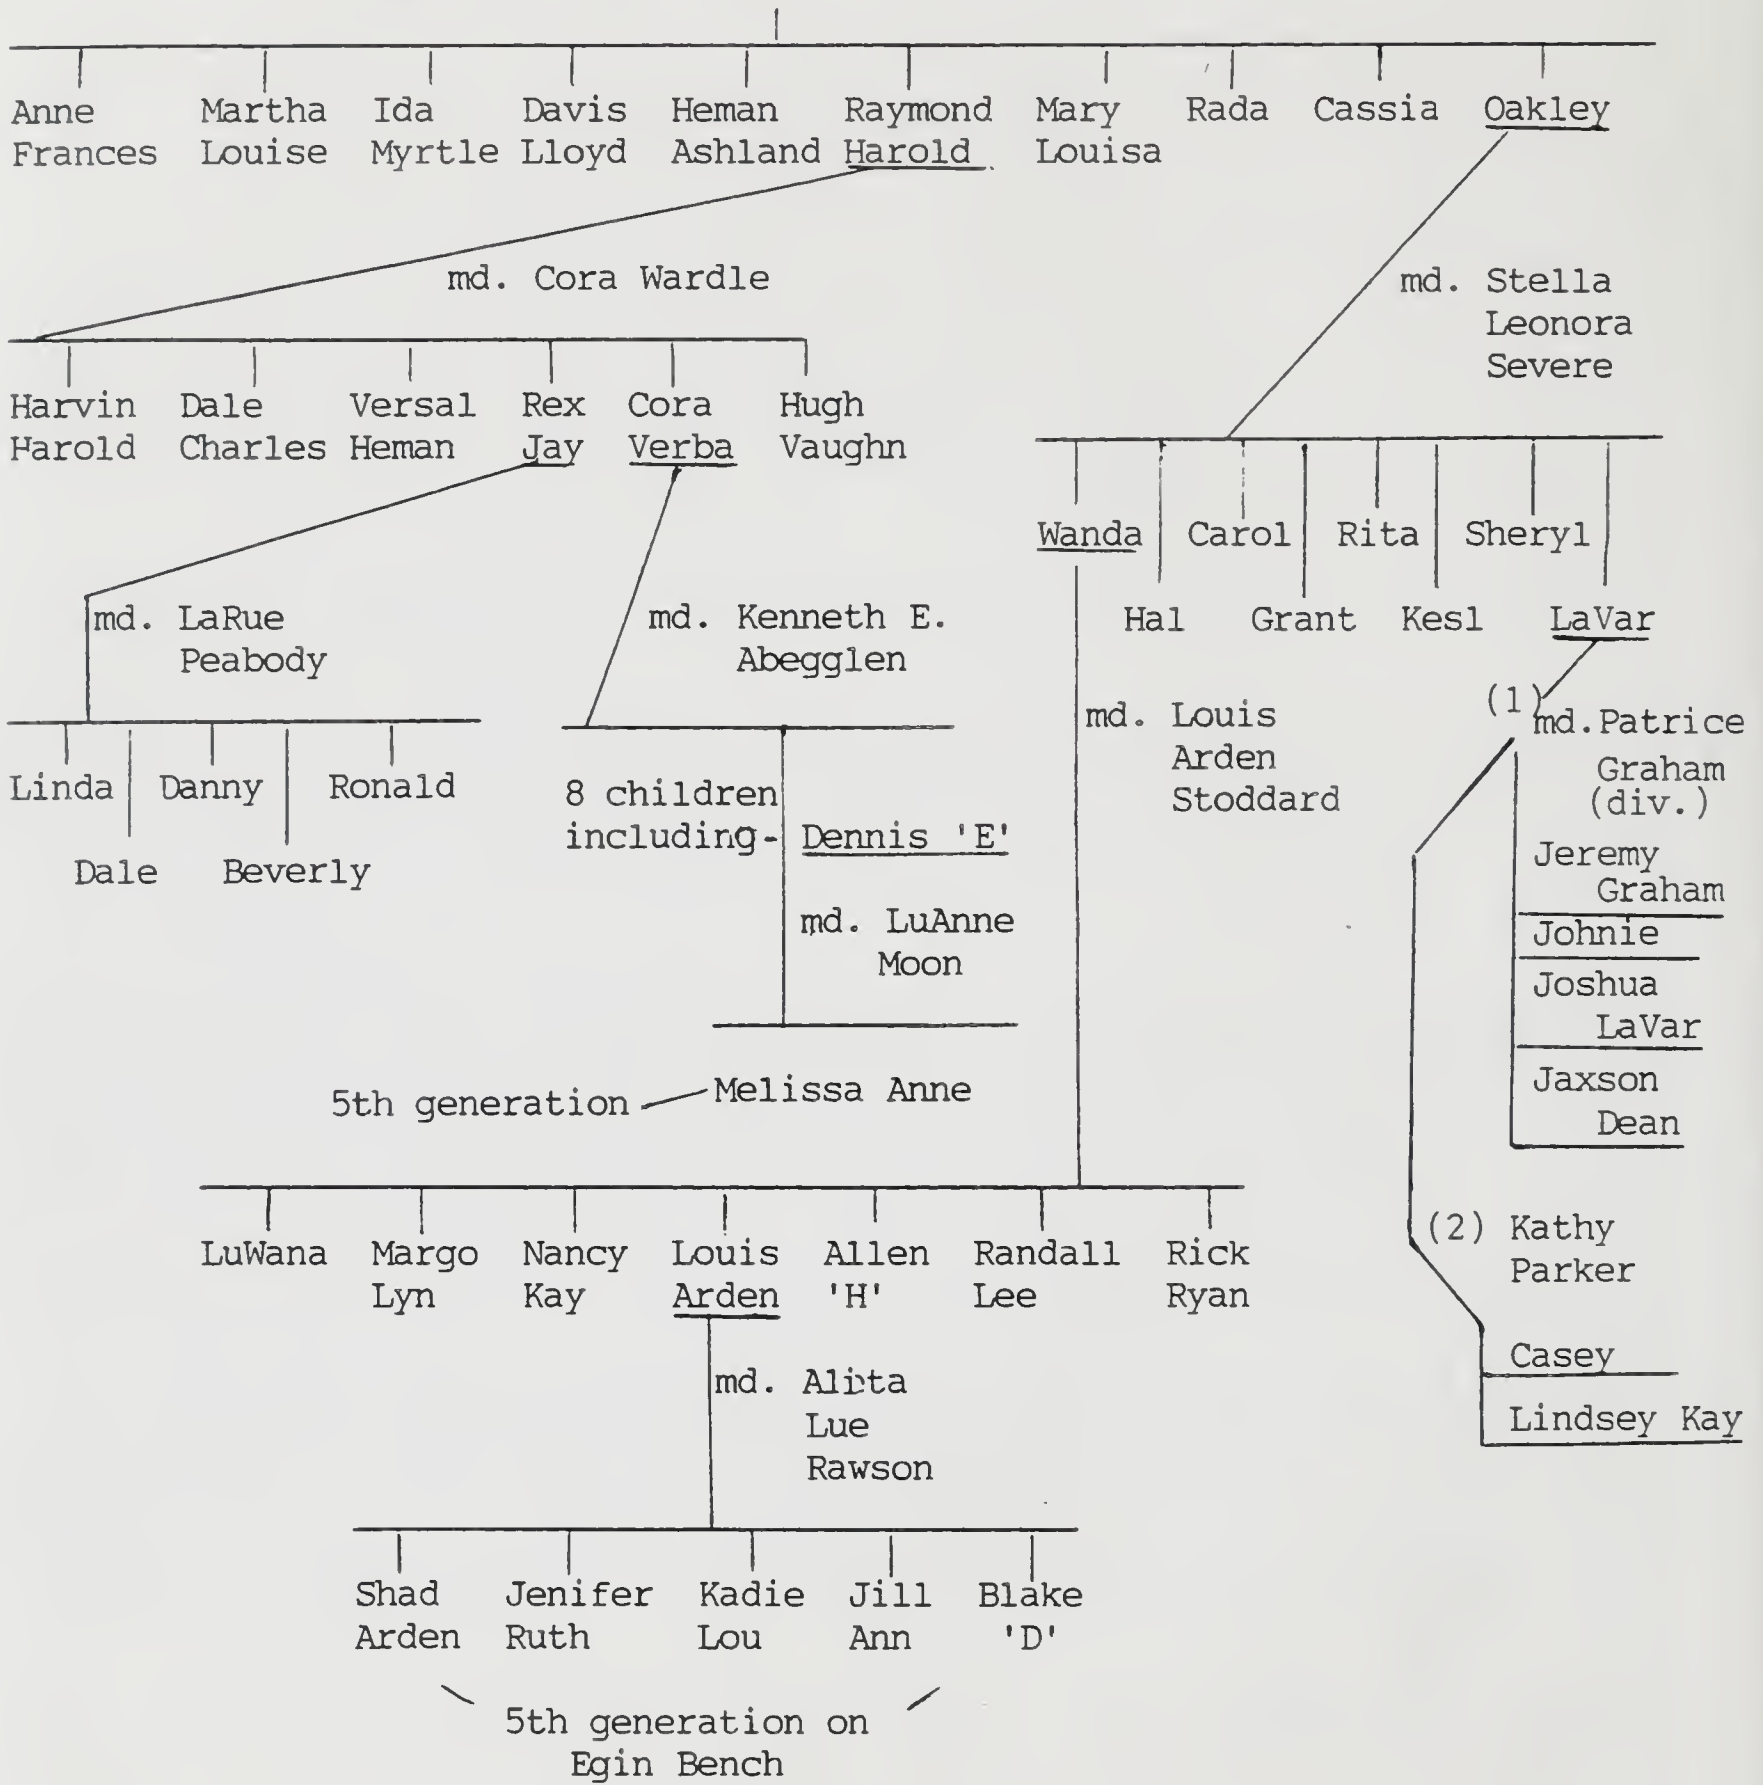 Anne Martha Ida Davis Heman Raymond Mary Rada Cassia Oakley
Frances Louise Myrtle Lloyd Ashland Harold Louisa
md. Cora Wardle
md. Stella
Leonora
Severe
Harvin Dale Versal Rex Cora Hugh
Harold Charles Heman Jay Verba Vaughn
Wanda Carol Rita Sheryl
Hal Grant Kesl LaVar
md. LaRue
Peabody
md. Kenneth E.
Abegglen
Linda Danny Ronald
Dale Beverly
8 children
including- Dennis 'E'
md. LuAnne
Moon
5th generation Melissa Anne
md. Louis
Arden
Stoddard
(1) md. Patrice
Graham
(div.)
Jeremy
Graham
Johnie
Joshua
LaVar
Jaxson
Dean
(2) Kathy
Parker
Casey
Lindsey Kay
LuWana Margo Nancy Louis Allen Randall Rick
Lyn Kay Arden 'H' Lee Ryan
md.
Lue
Rawson
Shad Jenifer Kadie Jill Blake
Arden Ruth Lou Ann 'D'
5th generation on
Egin Bench